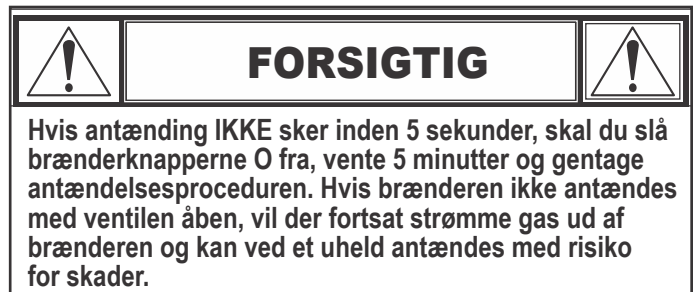 FORSIGTIG
Hvis antænding IKKE sker inden 5 sekunder, skal du slå
brænderknapperne O fra, vente 5 minutter og gentage
antændelsesproceduren. Hvis brænderen ikke antændes
med ventilen åben, vil der fortsat strømme gas ud af
brænderen og kan ved et uheld antændes med risiko
for skader.